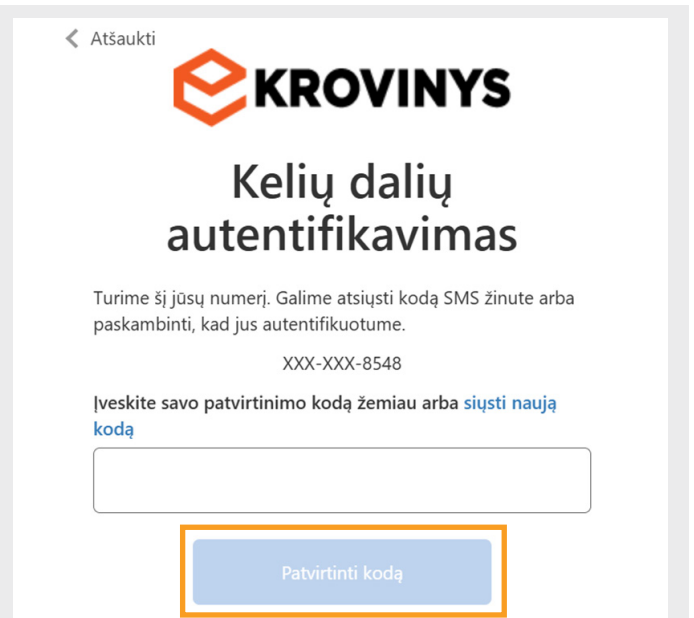 Atšaukti
KROVINYS
Kelių dalių
autentifikavimas
Turime šį jūsų numerį. Galime atsiųsti kodą SMS žinute arba
paskambinti, kad jus autentifikuotume.
XXX-XXX-8548
Įveskite savo patvirtinimo kodą žemiau arba siųsti naują
kodą
Patvirtinti kodą